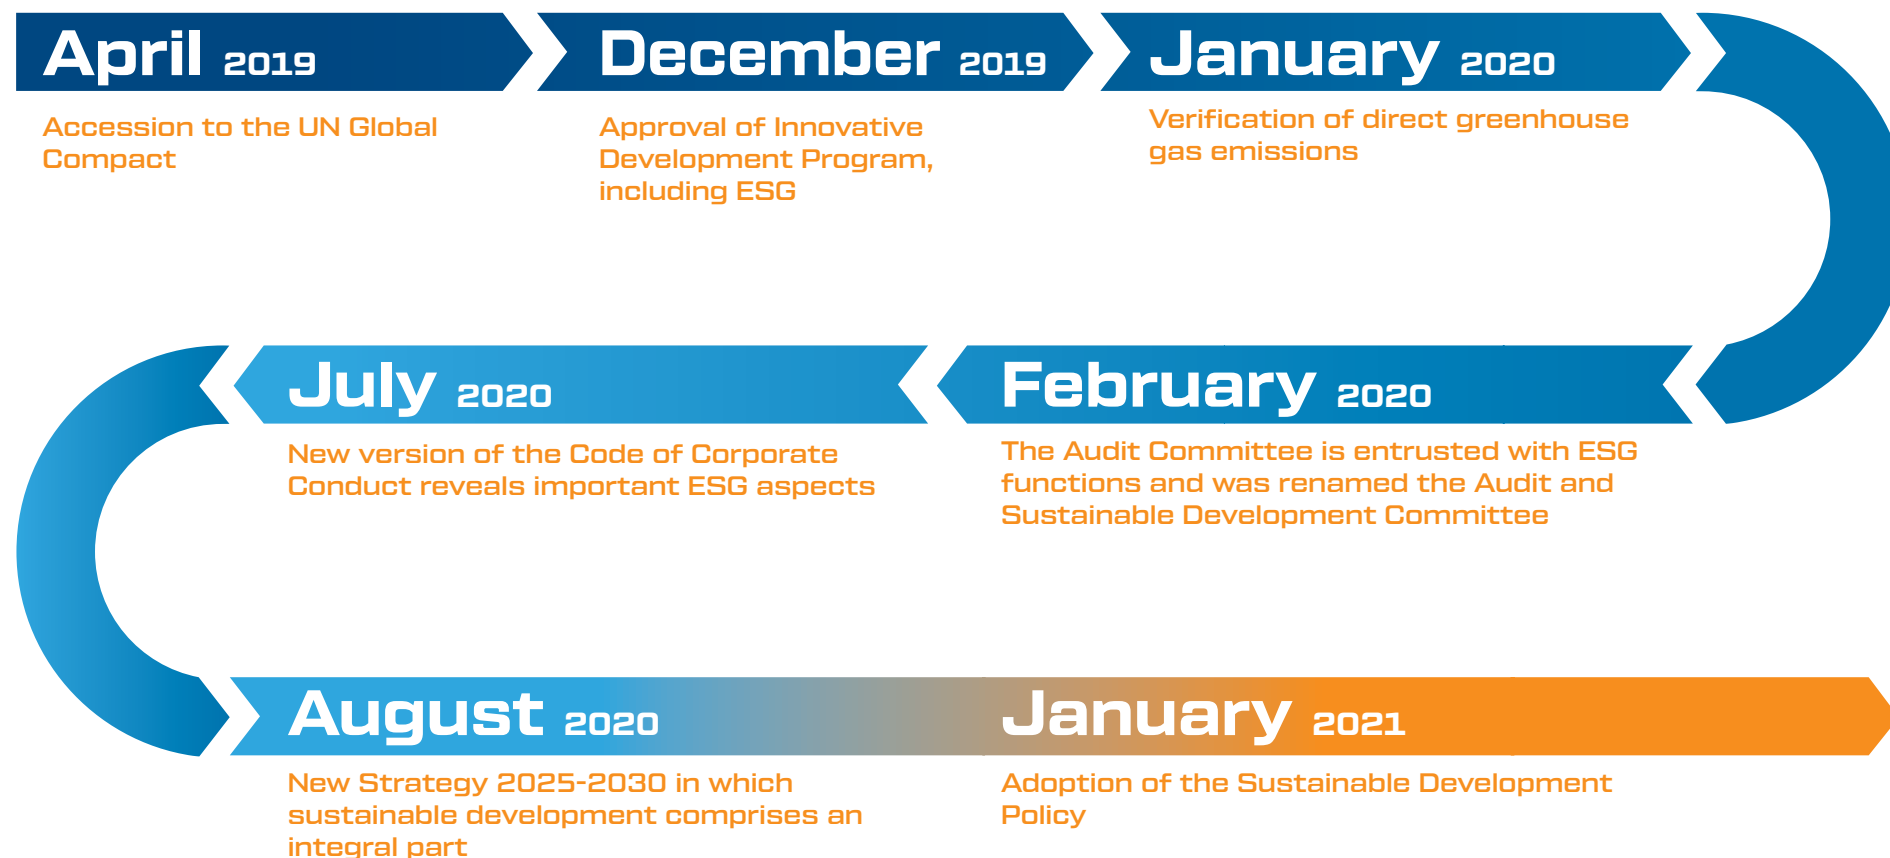 April 2019
Accession to the UN Global
Compact
December 2019
Approval of Innovative
Development Program,
including ESG
January 2020
Verification of direct greenhouse
gas emissions
February 2020
The Audit Committee is entrusted with ESG
functions and was renamed the Audit and
Sustainable Development Committee
July 2020
New version of the Code of Corporate
Conduct reveals important ESG aspects
August 2020
New Strategy 2025-2030 in which
sustainable development comprises an
integral part
January 2021
Adoption of the Sustainable Development
Policy